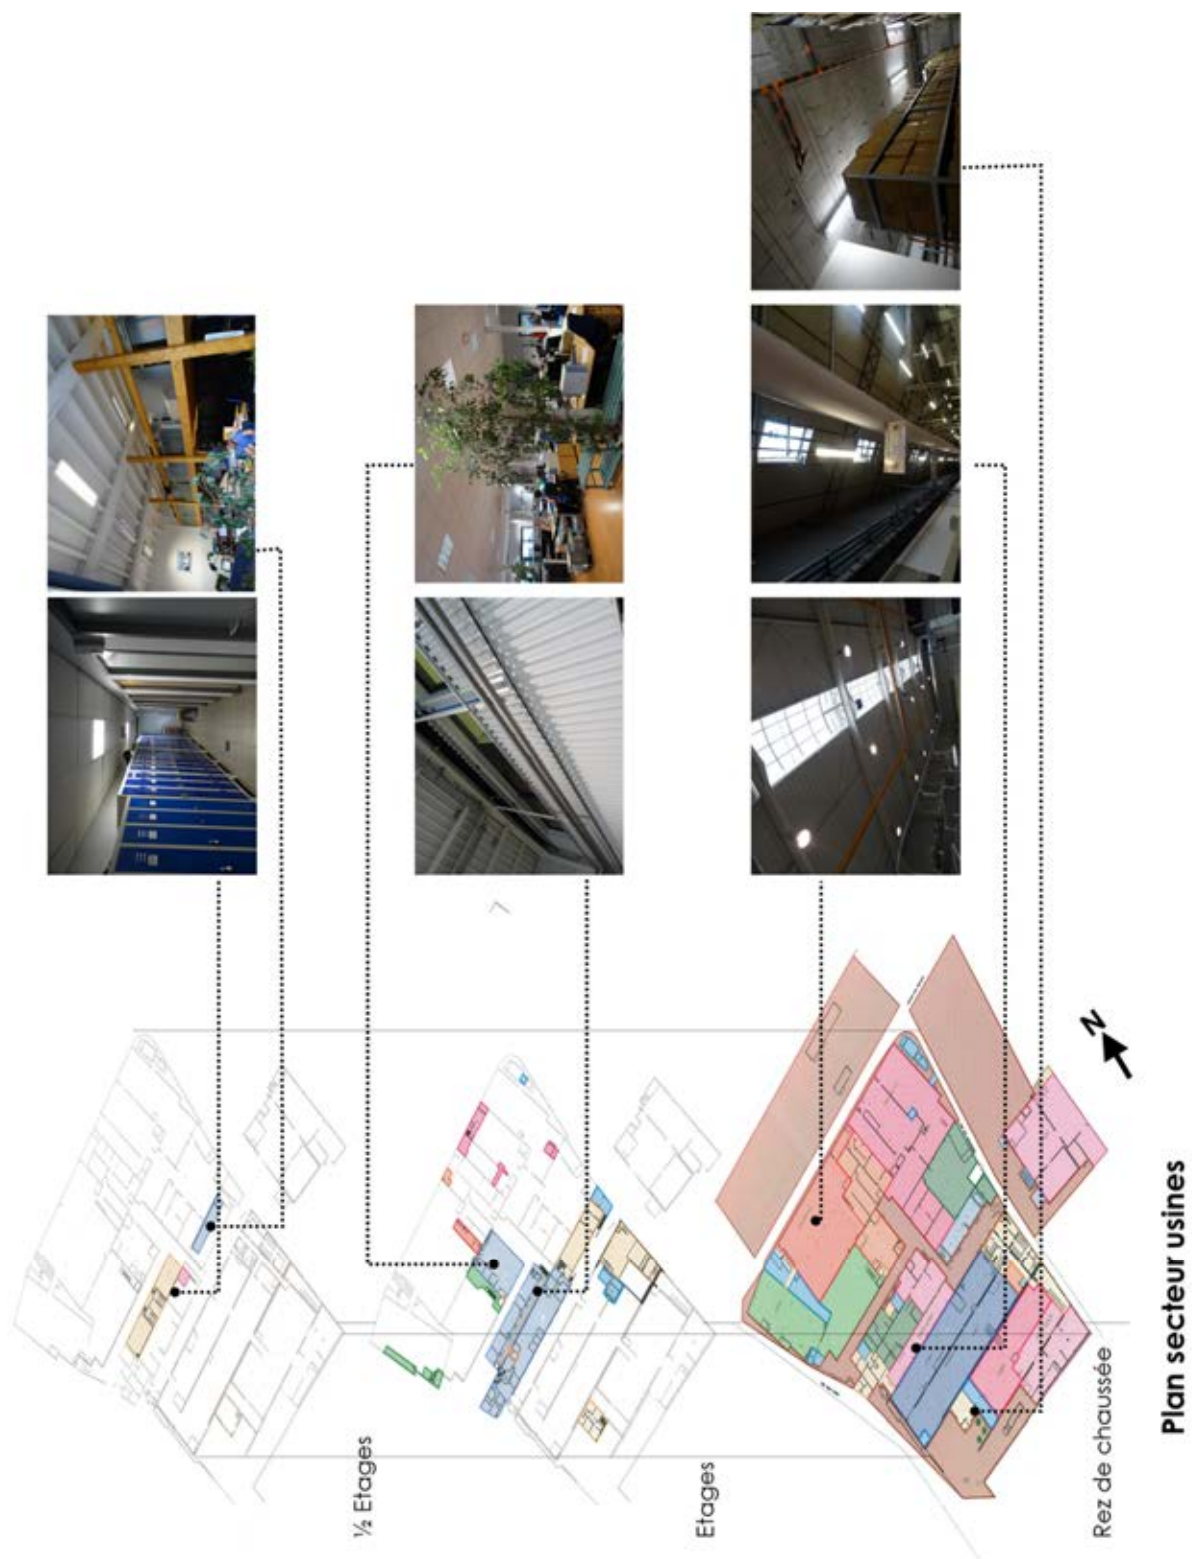 Plan secteur usines
½ Etages
Etages
Rez de chaussée
N